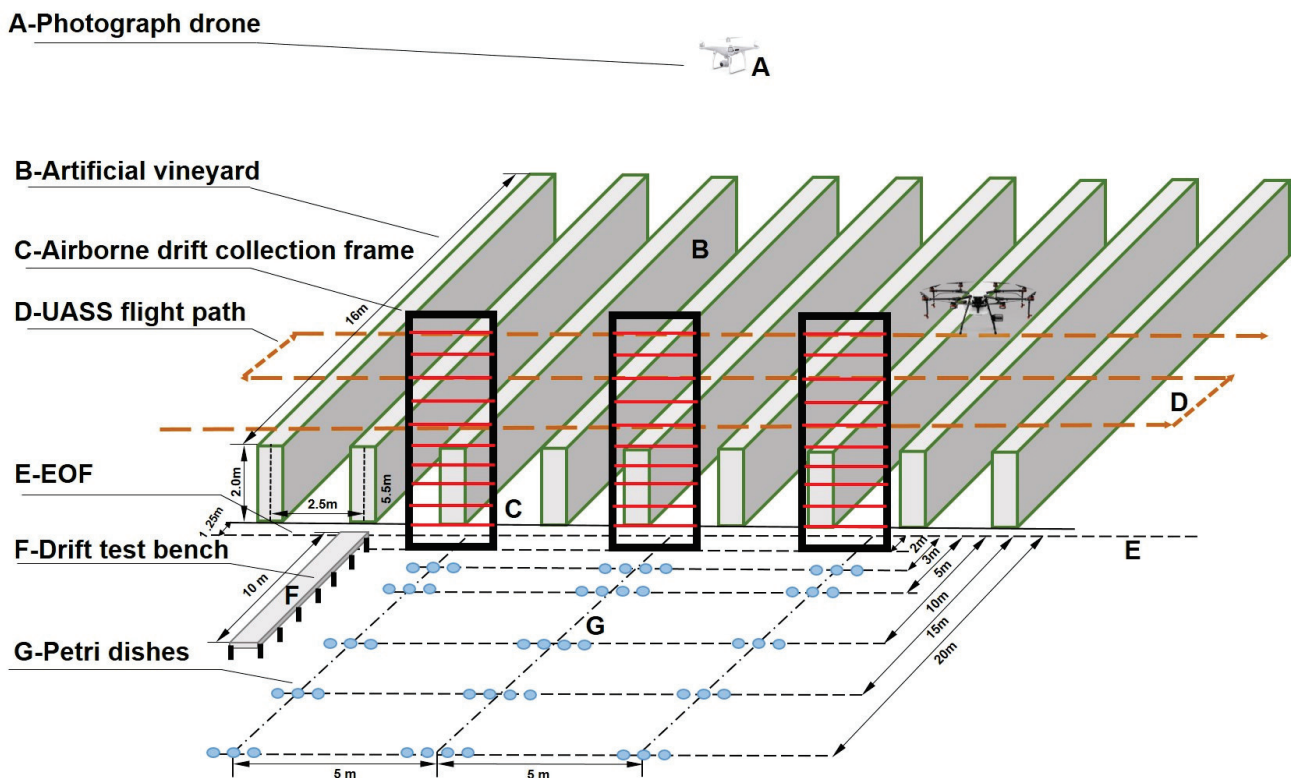 A-Photograph drone
A
B-Artificial vineyard
B
C-Airborne drift collection frame
16m
D-UASS flight path
D
E-EOF
2.0m
2.5m
5.5m
C
1.25m
E
F-Drift test bench
10 m
F
2m
3m
5m
10m
15m
20m
G-Petri dishes
G
5 m
5 m